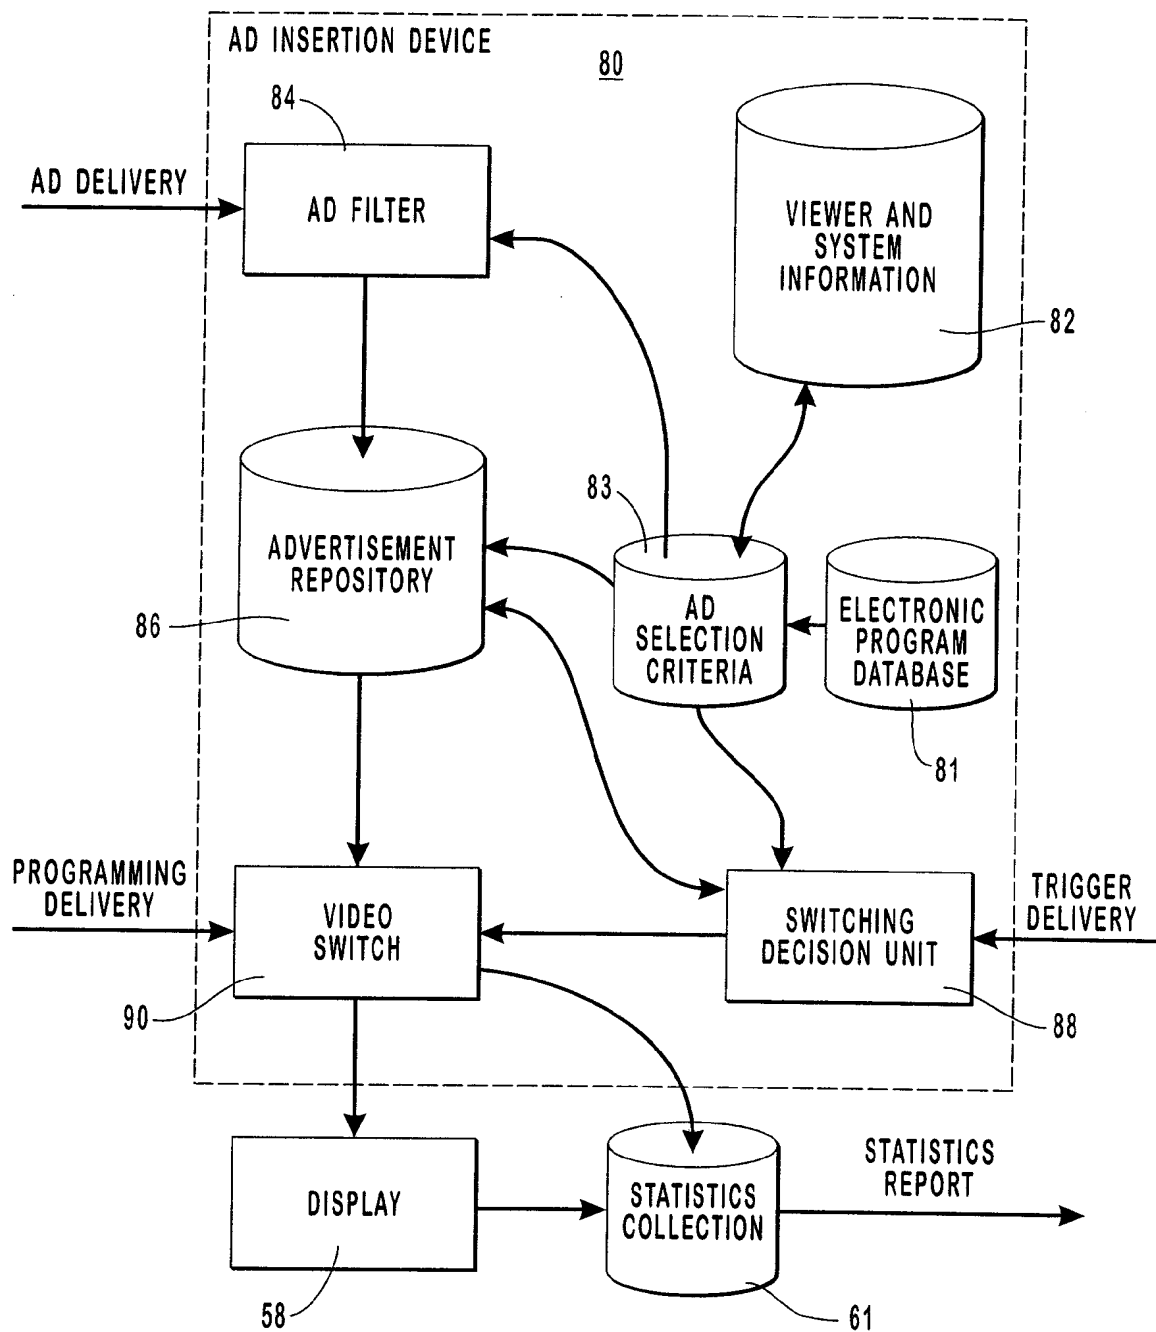 AD INSERTION DEVICE
80
84
AD DELIVERY
AD FILTER
VIEWER AND
SYSTEM
INFORMATION
82
83
ADVERTISEMENT
REPOSITORY
86
AD
SELECTION
CRITERIA
ELECTRONIC
PROGRAM
DATABASE
81
PROGRAMMING
DELIVERY
VIDEO
SWITCH
90
SWITCHING
DECISION UNIT
88
TRIGGER
DELIVERY
DISPLAY
58
STATISTICS
COLLECTION
61
STATISTICS
REPORT